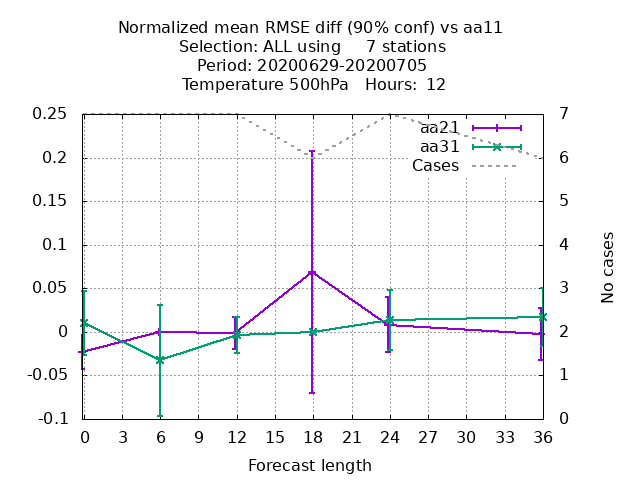 Normalized mean RMSE diff (90% conf) vs aa11
Selection: ALL using     7 stations
Period: 20200629-20200705
Temperature 500hPa   Hours:  12
0.25
0.2
0.15
0.1
0.05
0
-0.05
-0.1
7
6
5
4
3
2
1
0
aa21
aa31
Cases
No cases
0 3 6 9 12 15 18 21 24 27 30 33 36
Forecast length